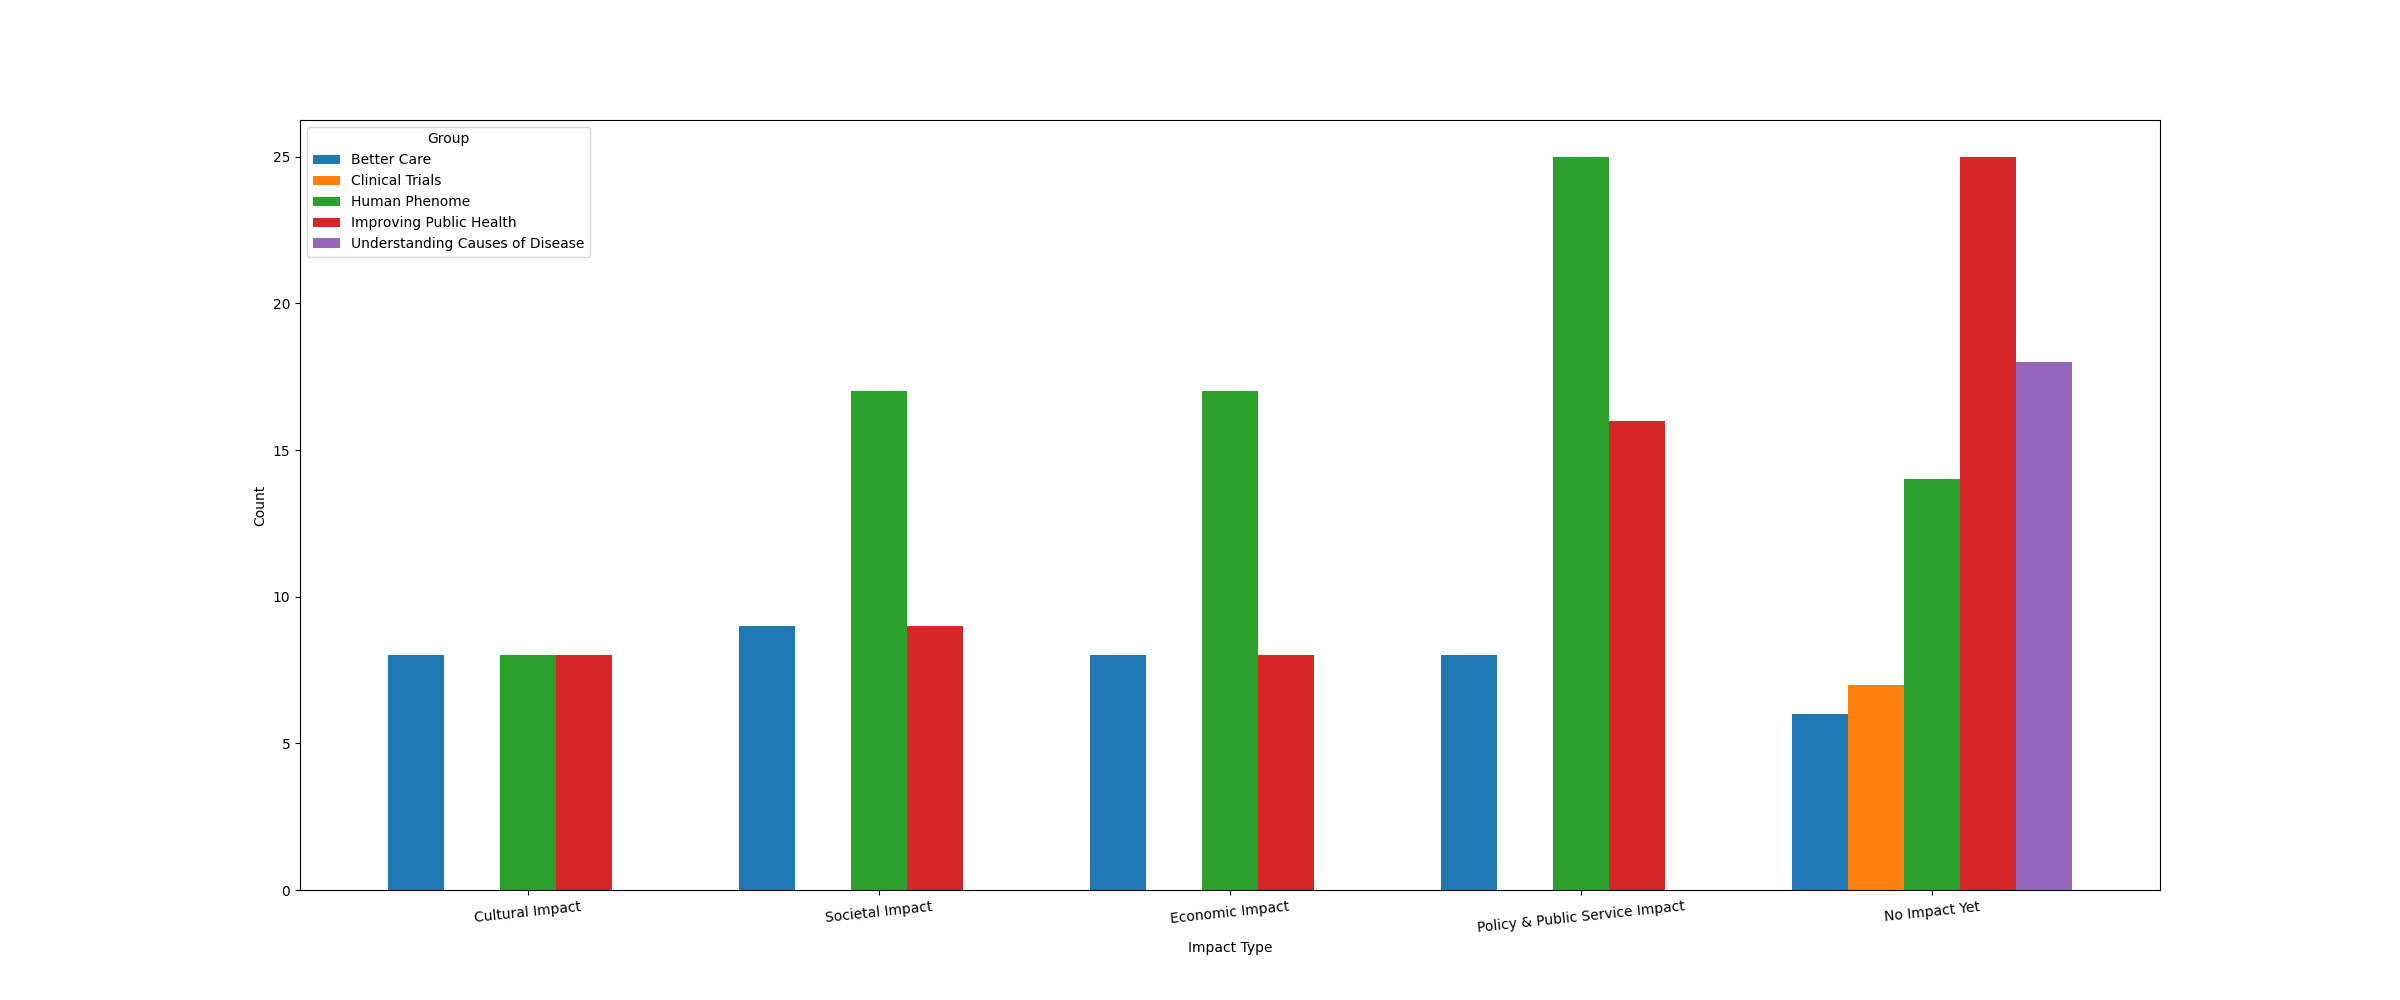 Group
Better Care
Clinical Trials
Human Phenome
Improving Public Health
Understanding Causes of Disease
25
20
15
10
5
0
Count
Cultural Impact
Societal Impact
Economic Impact
Policy & Public Service Impact
No Impact Yet
Impact Type